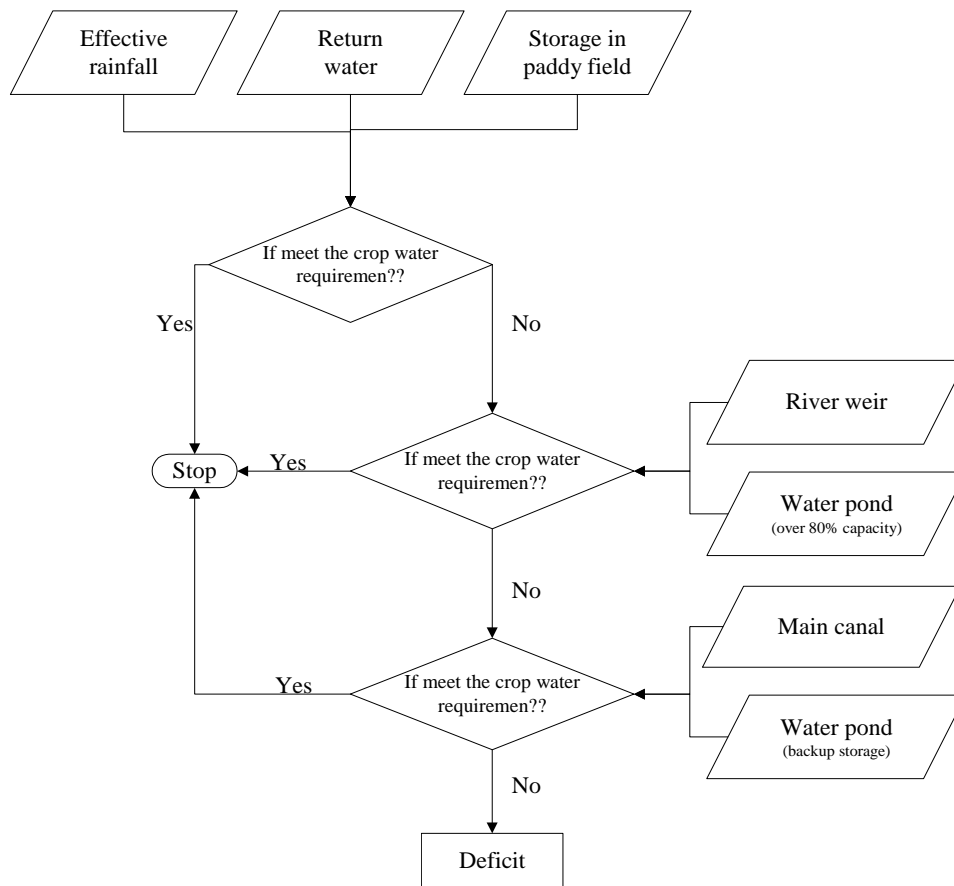 Effective
rainfall
Return
water
Storage in
paddy field
If meet the crop water
requiremen??
Yes
No
River weir
If meet the crop water
requiremen??
Yes
Stop
Water pond
(over 80% capacity)
No
Main canal
If meet the crop water
requiremen??
Yes
Water pond
(backup storage)
No
Deficit